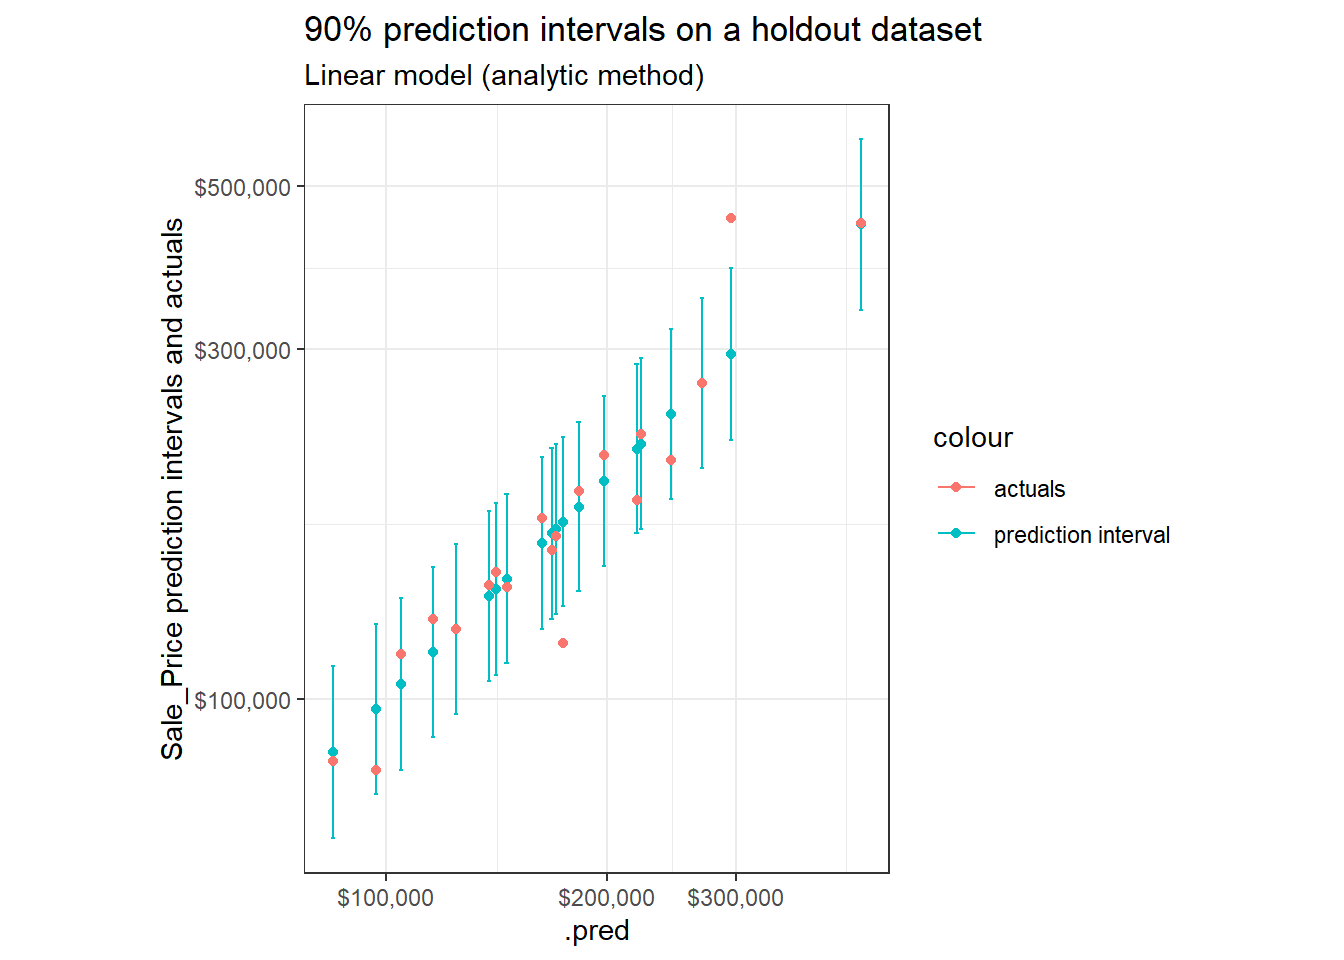 90% prediction intervals on a holdout dataset
Linear model (analytic method)
Sale_Price prediction intervals and actuals
$500,000
$300,000
$100,000
$100,000
$200,000
$300,000
.pred
colour
actuals
prediction interval